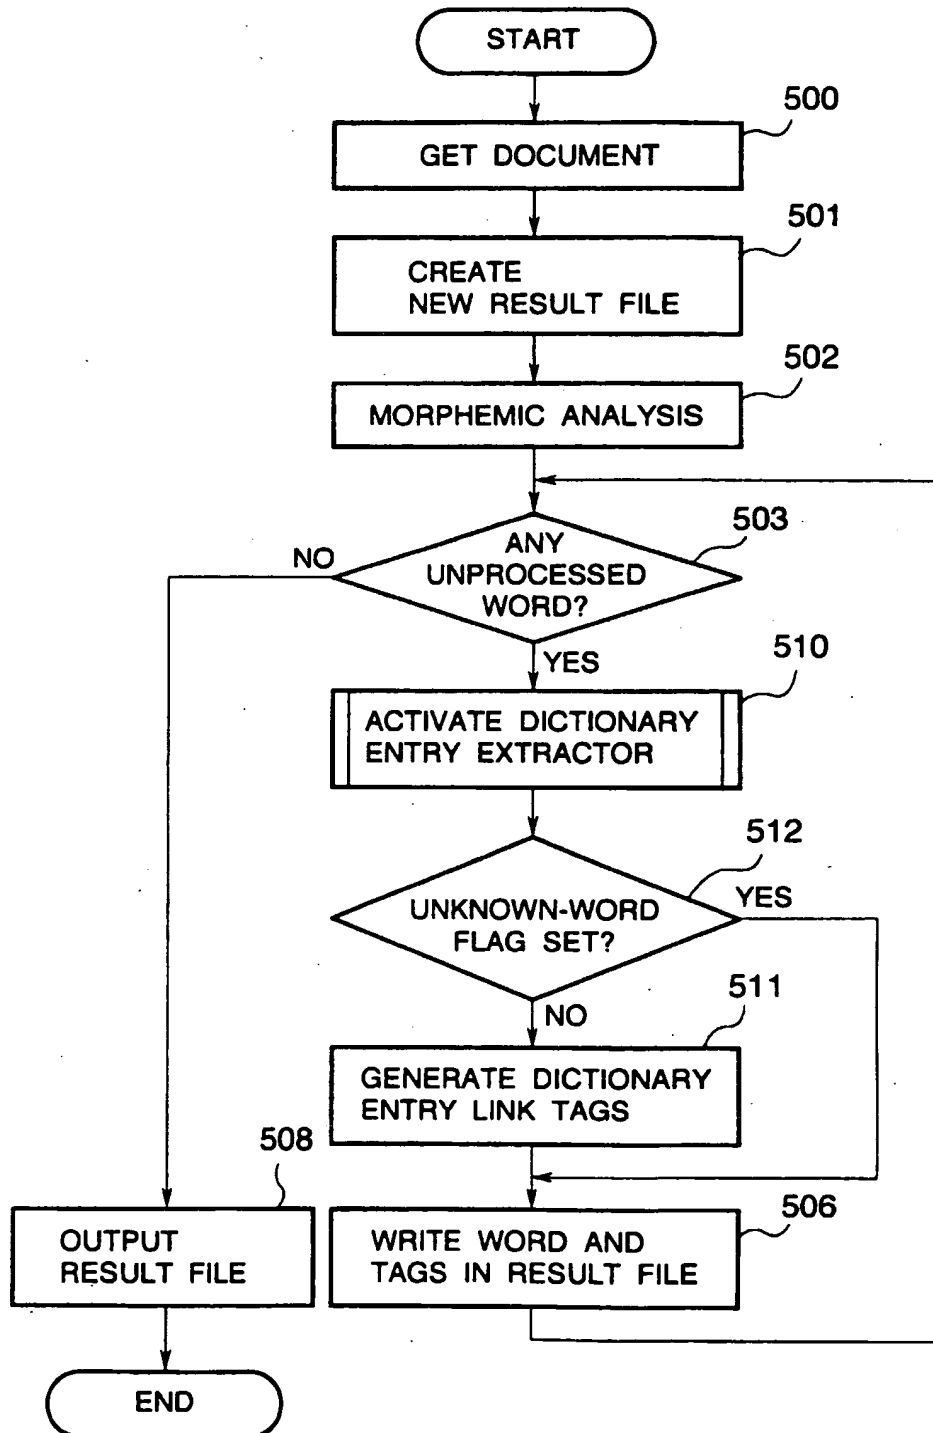 START
500
GET DOCUMENT
501
CREATE
NEW RESULT FILE
502
MORPHEMIC ANALYSIS
503
NO
ANY
UNPROCESSED
WORD?
YES
510
ACTIVATE DICTIONARY
ENTRY EXTRACTOR
512
YES
UNKNOWN-WORD
FLAG SET?
NO
511
GENERATE DICTIONARY
ENTRY LINK TAGS
508
OUTPUT
RESULT FILE
506
WRITE WORD AND
TAGS IN RESULT FILE
END